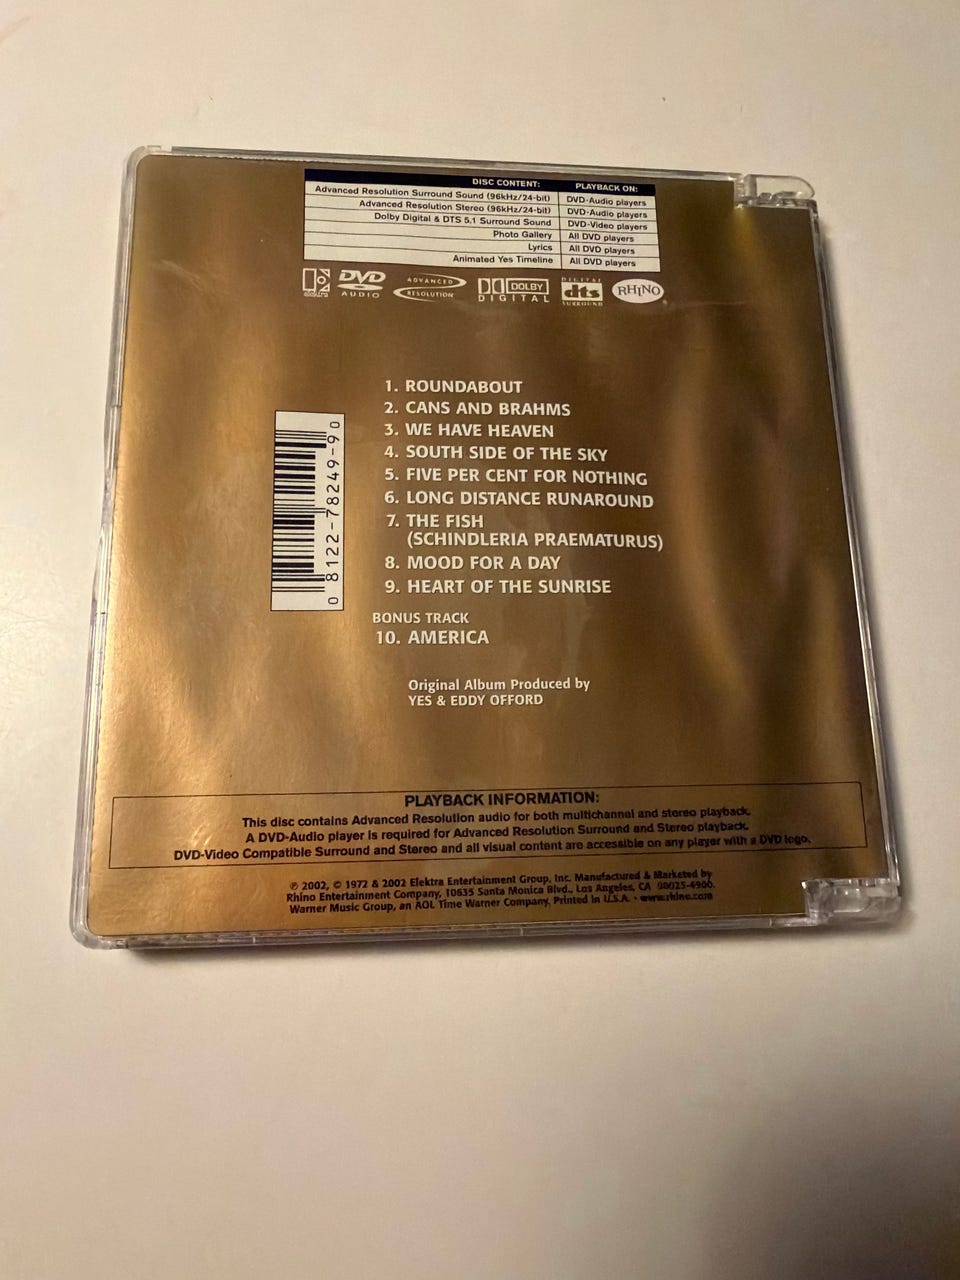 DISC CONTENT: PLAYBACK ON:
Advanced Resolution Surround Sound (96kHz/24-bit) DVD-Audio players
Advanced Resolution Stereo (96kHz/24-bit) DVD-Audio players
Dolby Digital & DTS 5.1 Surround Sound DVD-Video players
Photo Gallery All DVD players
Lyrics All DVD players
Animated Yes Timeline All DVD players
elektra DVD AUDIO ADVANCED RESOLUTION DOLBY DIGITAL DIGITAL dts SURROUND RHINO
1. ROUNDABOUT
2. CANS AND BRAHMS
3. WE HAVE HEAVEN
4. SOUTH SIDE OF THE SKY
5. FIVE PER CENT FOR NOTHING
6. LONG DISTANCE RUNAROUND
7. THE FISH
(SCHINDLERIA PRAEMATURUS)
8. MOOD FOR A DAY
9. HEART OF THE SUNRISE
BONUS TRACK
10. AMERICA
0 8122-78249-9 0
Original Album Produced by
YES & EDDY OFFORD
PLAYBACK INFORMATION:
This disc contains Advanced Resolution audio for both multichannel and stereo playback.
A DVD-Audio player is required for Advanced Resolution Surround and Stereo playback.
DVD-Video Compatible Surround and Stereo and all visual content are accessible on any player with a DVD logo.
℗ 2002, © 1972 & 2002 Elektra Entertainment Group, Inc. Manufactured & Marketed by
Rhino Entertainment Company, 10635 Santa Monica Blvd., Los Angeles, CA 90025-4900.
Warner Music Group, an AOL Time Warner Company. Printed in U.S.A. • www.rhino.com